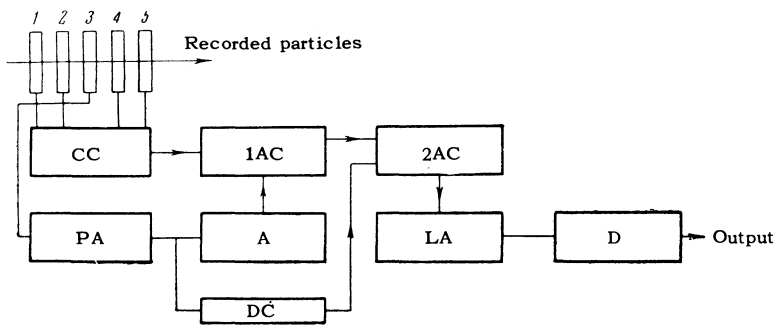 1 2 3 4 5
Recorded particles
CC
1AC
2AC
PA
A
LA
D
Output
DC